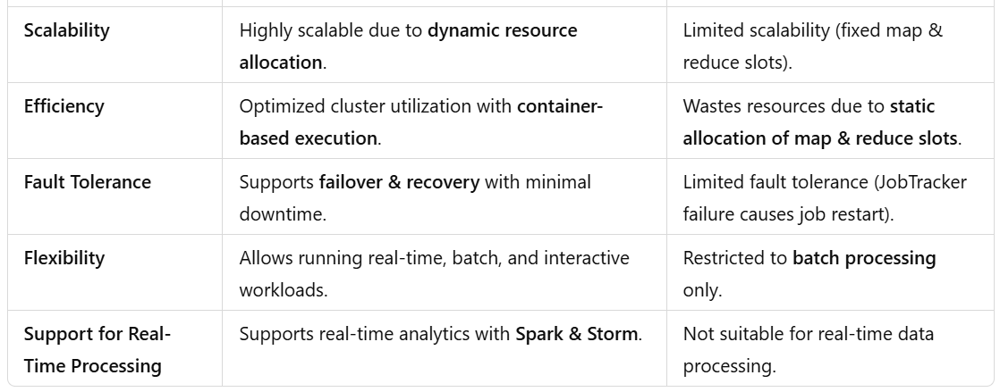 Scalability
Highly scalable due to dynamic resource
allocation.
Limited scalability (fixed map &
reduce slots).
Efficiency
Optimized cluster utilization with container-
based execution.
Wastes resources due to static
allocation of map & reduce slots.
Fault Tolerance
Supports failover & recovery with minimal
downtime.
Limited fault tolerance (JobTracker
failure causes job restart).
Flexibility
Allows running real-time, batch, and interactive
workloads.
Restricted to batch processing
only.
Support for Real-
Time Processing
Supports real-time analytics with Spark & Storm.
Not suitable for real-time data
processing.